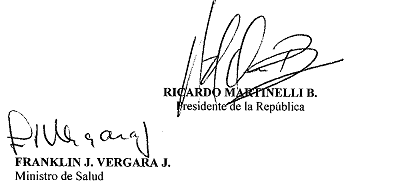 RICARDO MARTINELLI B.
Presidente de la República
FRANKLIN J. VERGARA J.
Ministro de Salud